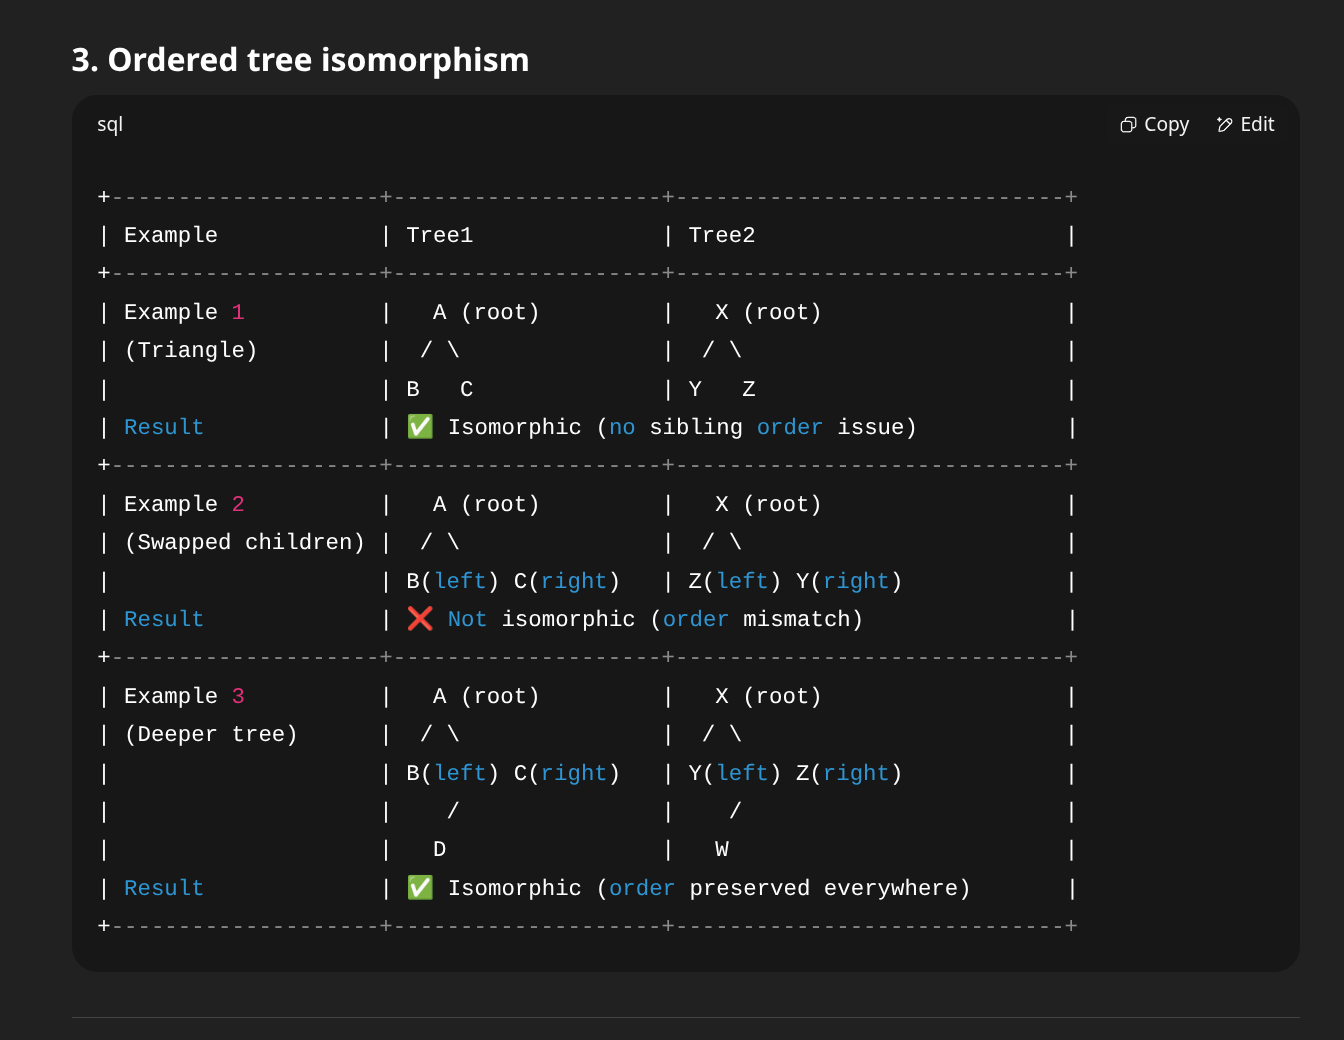 3. Ordered tree isomorphism
sql
Copy Edit
+--------------------+--------------------+-----------------------------+
| Example            | Tree1              | Tree2                       |
+--------------------+--------------------+-----------------------------+
| Example 1          |   A (root)         |   X (root)                  |
| (Triangle)         |  / \               |  / \                        |
|                    | B   C              | Y   Z                       |
| Result             | ✅ Isomorphic (no sibling order issue)           |
+--------------------+--------------------+-----------------------------+
| Example 2          |   A (root)         |   X (root)                  |
| (Swapped children) |  / \               |  / \                        |
|                    | B(left) C(right)   | Z(left) Y(right)            |
| Result             | ❌ Not isomorphic (order mismatch)               |
+--------------------+--------------------+-----------------------------+
| Example 3          |   A (root)         |   X (root)                  |
| (Deeper tree)      |  / \               |  / \                        |
|                    | B(left) C(right)   | Y(left) Z(right)            |
|                    |    /               |    /                        |
|                    |   D                |   W                         |
| Result             | ✅ Isomorphic (order preserved everywhere)       |
+--------------------+--------------------+-----------------------------+